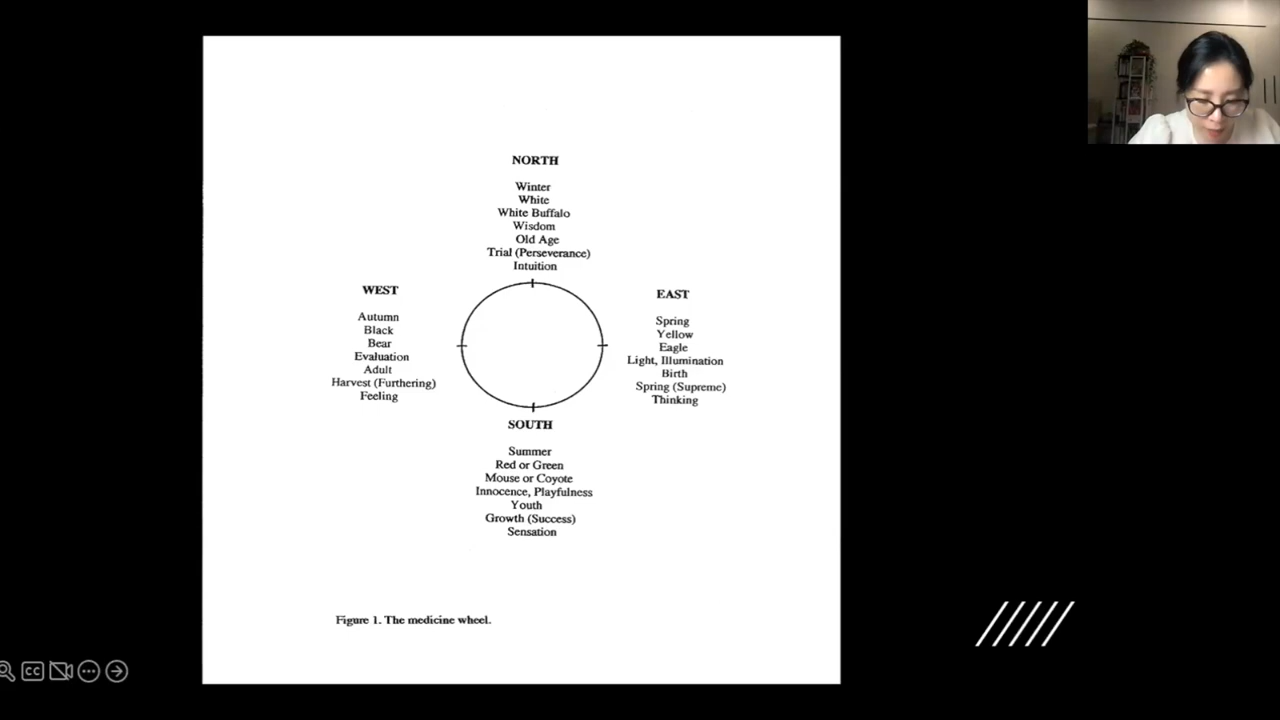 NORTH
Winter
White
White Buffalo
Wisdom
Old Age
Trial (Perseverance)
Intuition
WEST
Autumn
Black
Bear
Evaluation
Adult
Harvest (Furthering)
Feeling
EAST
Spring
Yellow
Eagle
Light, Illumination
Birth
Spring (Supreme)
Thinking
SOUTH
Summer
Red or Green
Mouse or Coyote
Innocence, Playfulness
Youth
Growth (Success)
Sensation
Figure 1. The medicine wheel.
CC